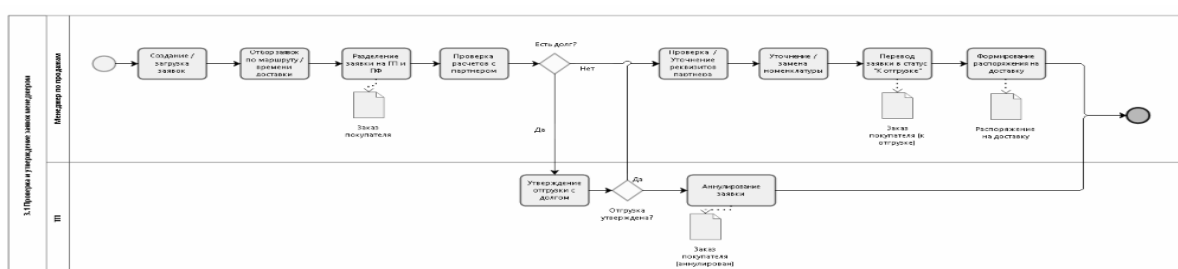 3.1 Проверка и утверждение заявок менеджером
Менеджер по продажам
ТП
Создание /
загрузка
заявок
Отбор заявок
по маршруту /
времени
доставки
Разделение
заявки на ГП и
ПФ
Заказ
покупателя
Проверка
расчетов с
партнером
Есть долг?
Нет
Да
Проверка /
Уточнение
реквизитов
партнера
Уточнение /
замена
номенклатуры
Перевод
заявки в статус
"К отгрузке"
Заказ
покупателя (к
отгрузке)
Формирование
распоряжения на
доставку
Распоряжение
на доставку
Утверждение
отгрузки с
долгом
Да
Отгрузка
утверждена?
Аннулирование
заявки
Заказ
покупателя
(аннулирован)